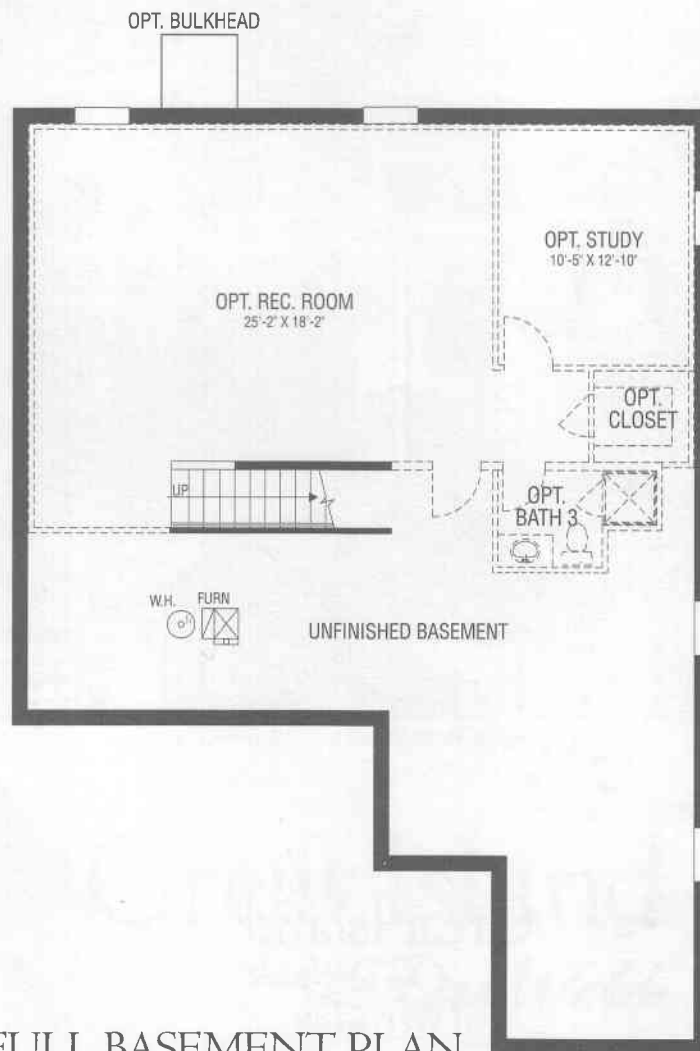 OPT. BULKHEAD
OPT. STUDY
10'-5" X 12'-10"
OPT. REC. ROOM
25'-2" X 18'-2"
OPT.
CLOSET
UP
OPT.
BATH 3
W.H.
FURN
UNFINISHED BASEMENT
FULL BASEMENT PLAN